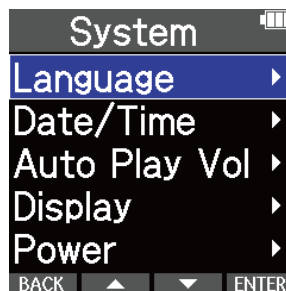 System
Language
Date/Time
Auto Play Vol
Display
Power
BACK ENTER